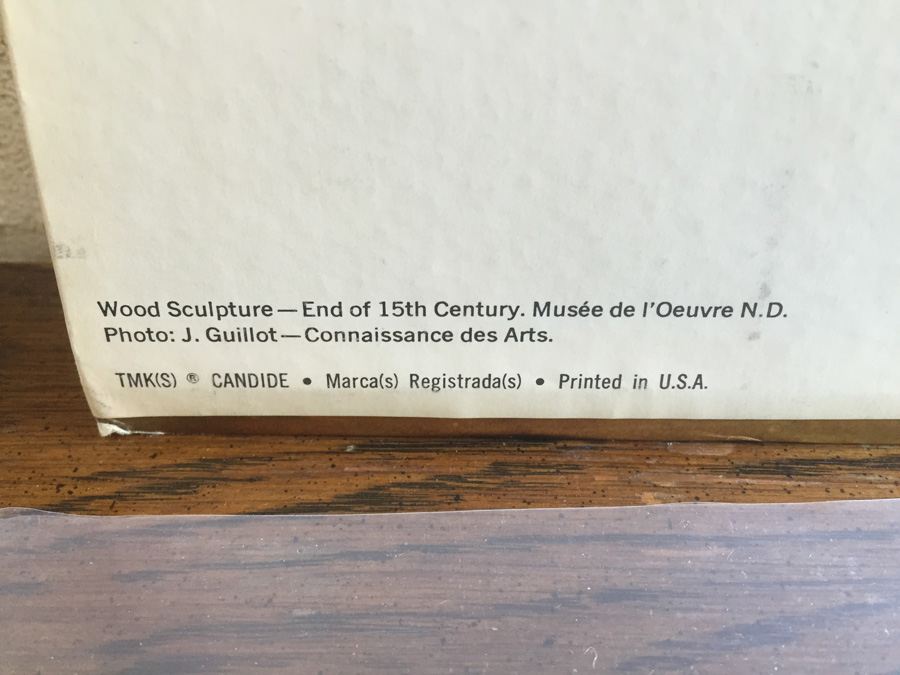 Wood Sculpture—End of 15th Century. Musée de l'Oeuvre N.D.
Photo: J. Guillot—Connaissance des Arts.
TMK(S) ® CANDIDE • Marca(s) Registrada(s) • Printed in U.S.A.